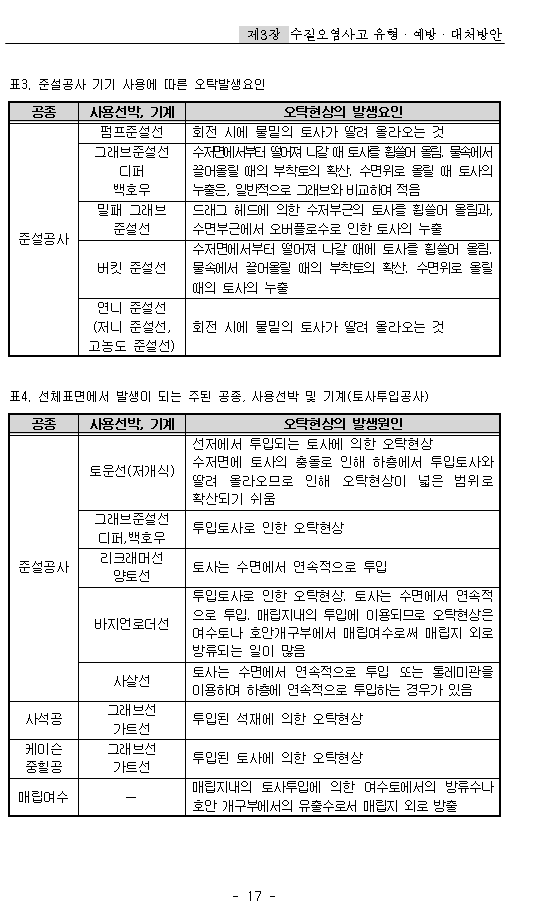 제3장 수질오염사고 유형·예방·대처방안
표3. 준설공사 기기 사용에 따른 오탁발생요인
공종 사용선박, 기계 오탁현상의 발생요인
준설공사
펌프준설선 회전 시에 물밑의 토사가 딸려 올라오는 것
그래브준설선
디퍼
백호우
수저면에서부터 떨어져 나갈 때 토사를 휩쓸어 올림. 물속에서
끌어올릴 때의 부착토의 확산. 수면위로 올릴 때 토사의
누출은, 일반적으로 그래브와 비교하여 적음
밀패 그래브
준설선
드래그 헤드에 의한 수저부근의 토사를 휩쓸어 올림과,
수면부근에서 오버플로수로 인한 토사의 누출
버킷 준설선
수저면에서부터 떨어져 나갈 때에 토사를 휩쓸어 올림.
물속에서 끌어올릴 때의 부착토의 확산. 수면위로 올릴
때의 토사의 누출
연니 준설선
(저니 준설선,
고농도 준설선)
회전 시에 물밑의 토사가 딸려 올라오는 것
표4. 선체표면에서 발생이 되는 주된 공종, 사용선박 및 기계(토사투입공사)
공종 사용선박, 기계 오탁현상의 발생원인
준설공사
토운선(저개식)
선저에서 투입되는 토사에 의한 오탁현상
수저면에 토사의 충돌로 인해 하층에서 투입토사와
딸려 올라오므로 인해 오탁현상이 넓은 범위로
확산되기 쉬움
그래브준설선
디퍼,백호우
투입토사로 인한 오탁현상
리크래머선
양토선
토사는 수면에서 연속적으로 투입
바지언로더선
투입토사로 인한 오탁현상. 토사는 수면에서 연속적
으로 투입. 매립지내의 투입에 이용되므로 오탁현상은
여수토나 호안개구부에서 매립여수로써 매립지 외로
방류되는 일이 많음
사살선
토사는 수면에서 연속적으로 투입 또는 틀레미관을
이용하여 하층에 연속적으로 투입하는 경우가 있음
사석공
그래브선
가트선
투입된 석재에 의한 오탁현상
케이슨
중힐공
그래브선
가트선
투입된 토사에 의한 오탁현상
매립여수 —
매립지내의 토사투입에 의한 여수토에서의 방류수나
호안 개구부에서의 유출수로서 매립지 외로 방출
- 17 -